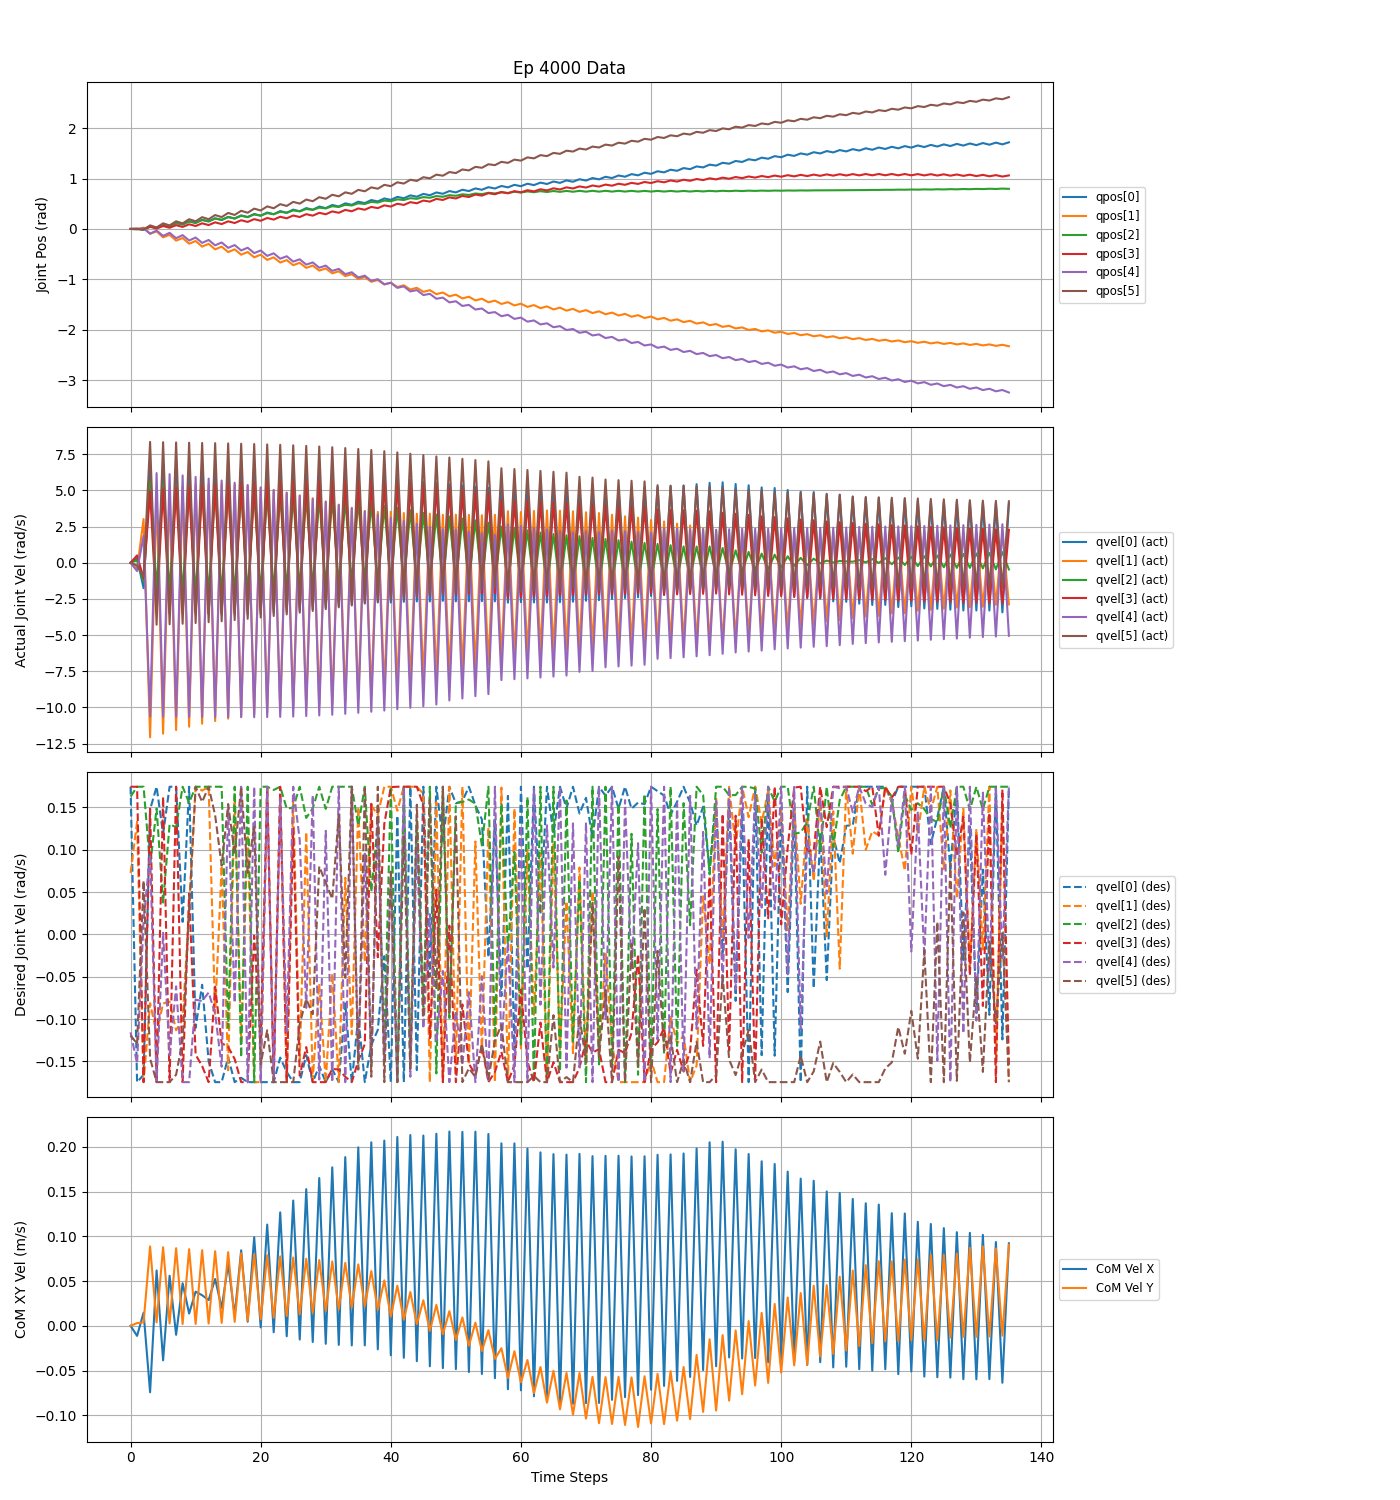 Ep 4000 Data
Joint Pos (rad)
2
1
0
−1
−2
−3
qpos[0]
qpos[1]
qpos[2]
qpos[3]
qpos[4]
qpos[5]
Actual Joint Vel (rad/s)
7.5
5.0
2.5
0.0
−2.5
−5.0
−7.5
−10.0
−12.5
qvel[0] (act)
qvel[1] (act)
qvel[2] (act)
qvel[3] (act)
qvel[4] (act)
qvel[5] (act)
Desired Joint Vel (rad/s)
0.15
0.10
0.05
0.00
−0.05
−0.10
−0.15
qvel[0] (des)
qvel[1] (des)
qvel[2] (des)
qvel[3] (des)
qvel[4] (des)
qvel[5] (des)
CoM XY Vel (m/s)
0.20
0.15
0.10
0.05
0.00
−0.05
−0.10
CoM Vel X
CoM Vel Y
0 20 40 60 80 100 120 140
Time Steps